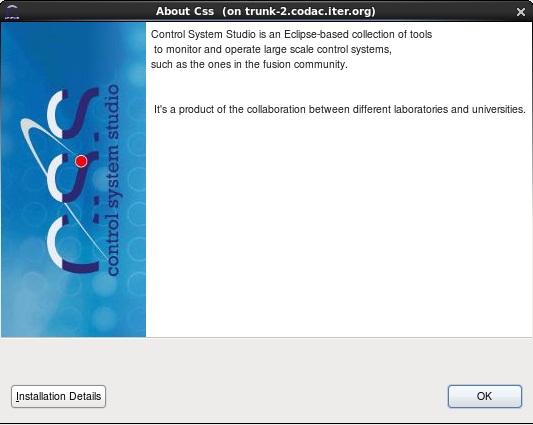 About Css (on trunk-2.codac.iter.org)
Control System Studio is an Eclipse-based collection of tools
to monitor and operate large scale control systems,
such as the ones in the fusion community.
It's a product of the collaboration between different laboratories and universities.
css
control system studio
Installation Details
OK